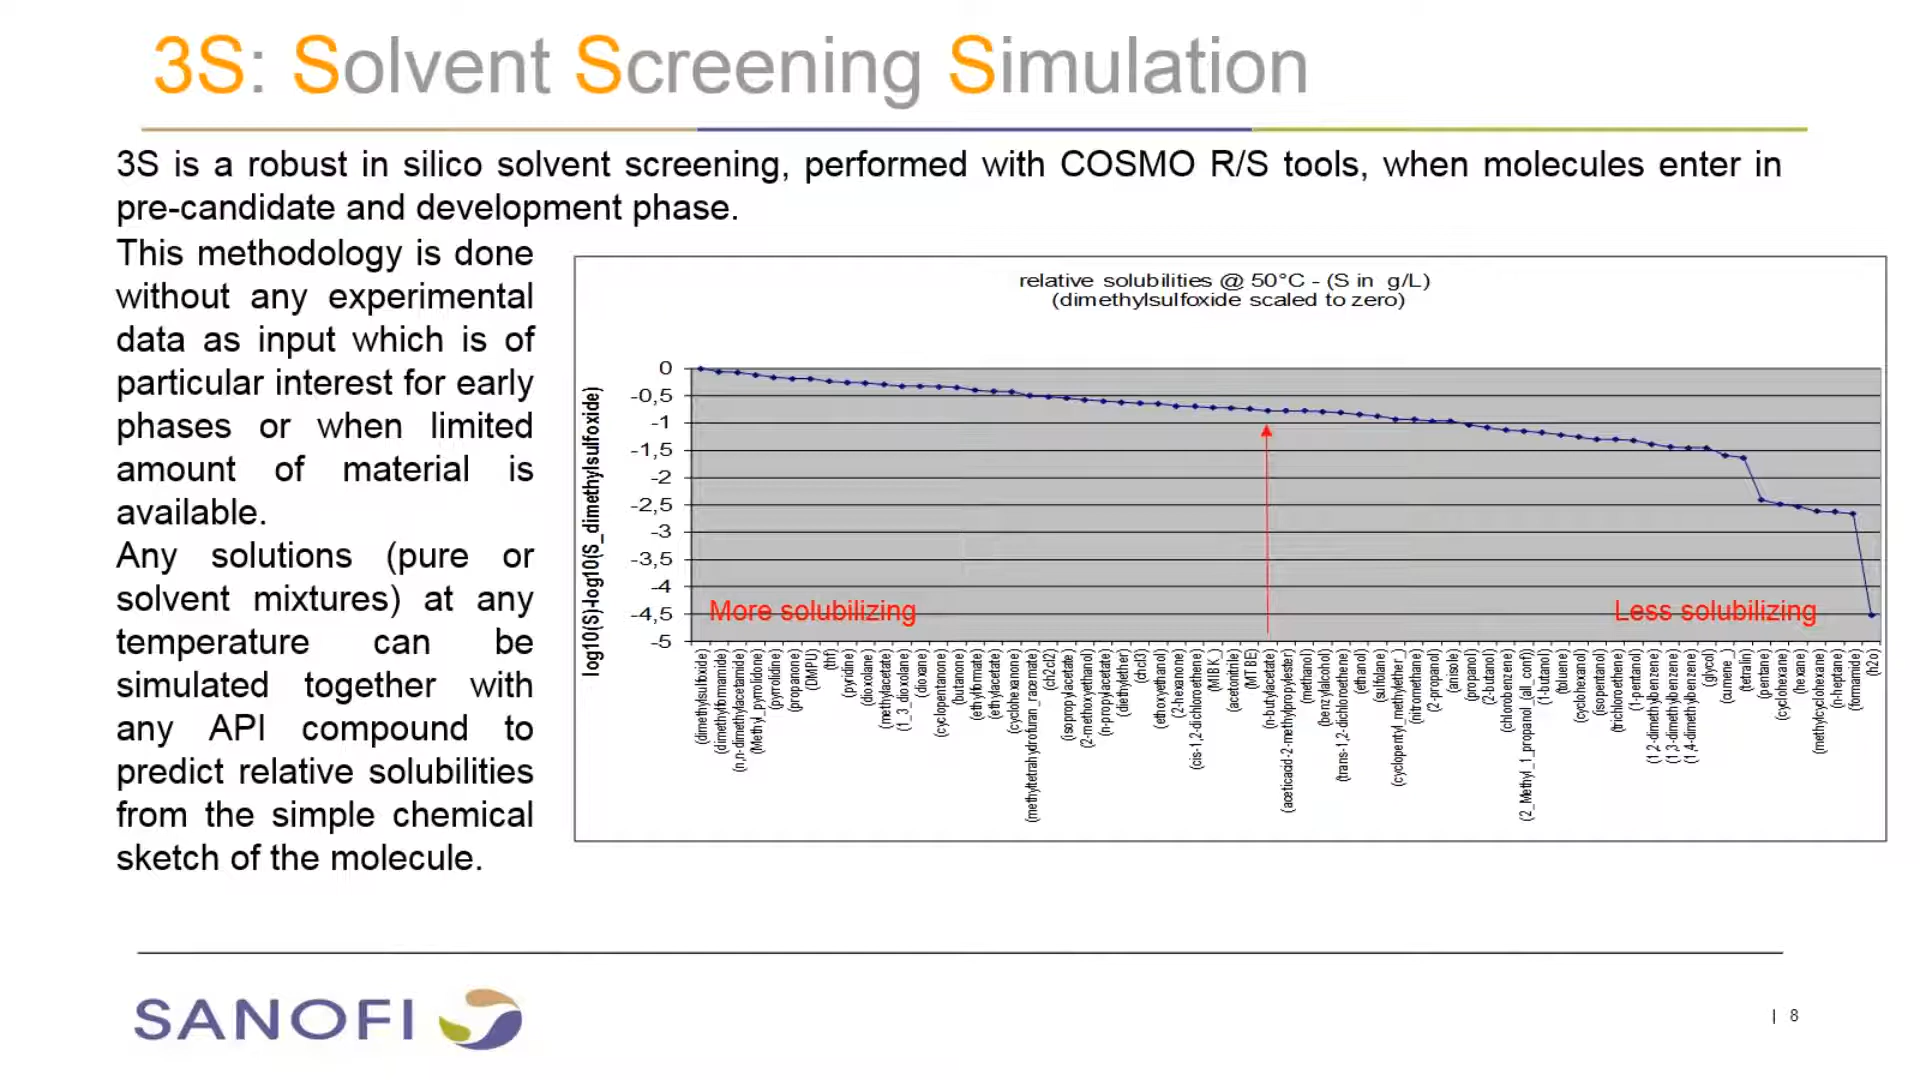 3S: Solvent Screening Simulation
3S is a robust in silico solvent screening, performed with COSMO R/S tools, when molecules enter in
pre-candidate and development phase.
This methodology is done
without any experimental
data as input which is of
particular interest for early
phases or when limited
amount of material is
available.
Any solutions (pure or
solvent mixtures) at any
temperature can be
simulated together with
any API compound to
predict relative solubilities
from the simple chemical
sketch of the molecule.
relative solubilities @ 50°C - (S in g/L)
(dimethylsulfoxide scaled to zero)
log10(S)-log10(S_dimethylsulfoxide)
0
-0,5
-1
-1,5
-2
-2,5
-3
-3,5
-4
-4,5
-5
More solubilizing
Less solubilizing
(dimethylsulfoxide)
(dimethylformamide)
(n,n-dimethylacetamide)
(Methyl_pyrrolidone)
(pyrrolidine)
(propanone)
(DMPU)
(thf)
(pyridine)
(dioxolane)
(methylacetate)
(1_3_dioxolane)
(dioxane)
(cyclopentanone)
(butanone)
(ethylformate)
(ethylacetate)
(cyclohexanone)
(methyltetrahydrofuran_racemate)
(ch2cl2)
(isopropylacetate)
(2-methoxyethanol)
(n-propylacetate)
(diethylether)
(chcl3)
(ethoxyethanol)
(2-hexanone)
(cis-1,2-dichloroethene)
(MIBK_)
(acetonitrile)
(MTBE)
(n-butylacetate)
(aceticacid-2-methylpropylester)
(methanol)
(benzylalcohol)
(trans-1,2-dichloroethene)
(ethanol)
(sulfolane)
(cyclopentyl_methylether_)
(nitromethane)
(2-propanol)
(anisole)
(propanol)
(2-butanol)
(chlorobenzene)
(2_Methyl_1_propanol_(all_conf))
(1-butanol)
(toluene)
(cyclohexanol)
(isopentanol)
(trichloroethene)
(1-pentanol)
(1,2-dimethylbenzene)
(1,3-dimethylbenzene)
(1,4-dimethylbenzene)
(glycol)
(cumene_)
(tetralin)
(pentane)
(cyclohexane)
(hexane)
(methylcyclohexane)
(n-heptane)
(formamide)
(h2o)
SANOFI
| 8